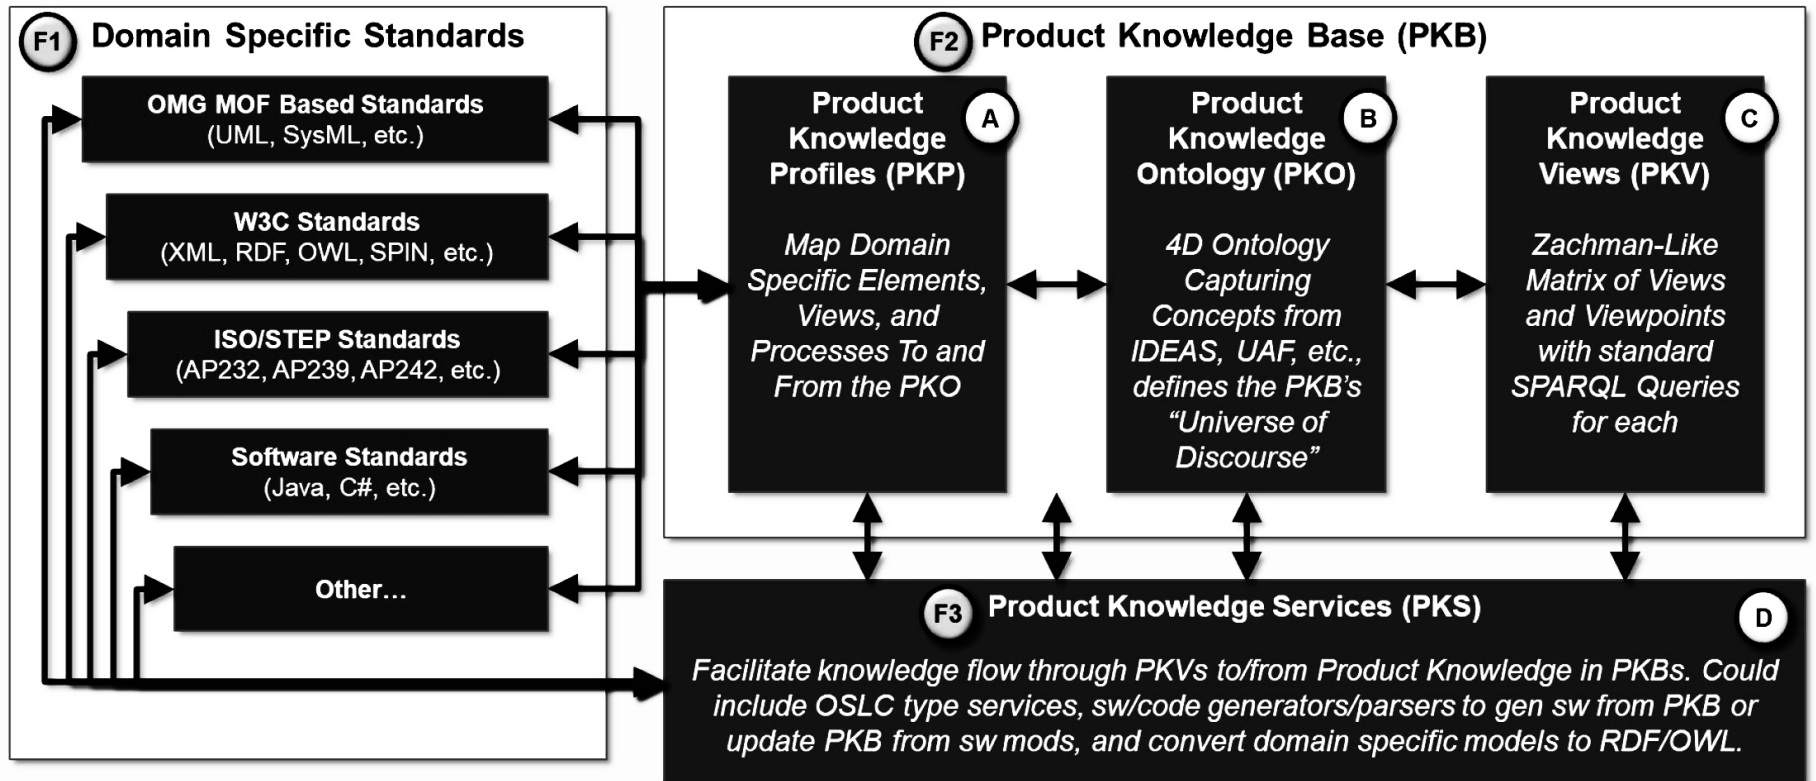 F1 Domain Specific Standards
OMG MOF Based Standards
(UML, SysML, etc.)
W3C Standards
(XML, RDF, OWL, SPIN, etc.)
ISO/STEP Standards
(AP232, AP239, AP242, etc.)
Software Standards
(Java, C#, etc.)
Other...
F2 Product Knowledge Base (PKB)
A
Product
Knowledge
Profiles (PKP)
Map Domain
Specific Elements,
Views, and
Processes To and
From the PKO
B
Product
Knowledge
Ontology (PKO)
4D Ontology
Capturing
Concepts from
IDEAS, UAF, etc.,
defines the PKB’s
“Universe of
Discourse”
C
Product
Knowledge
Views (PKV)
Zachman-Like
Matrix of Views
and Viewpoints
with standard
SPARQL Queries
for each
F3 Product Knowledge Services (PKS)
D
Facilitate knowledge flow through PKVs to/from Product Knowledge in PKBs. Could
include OSLC type services, sw/code generators/parsers to gen sw from PKB or
update PKB from sw mods, and convert domain specific models to RDF/OWL.